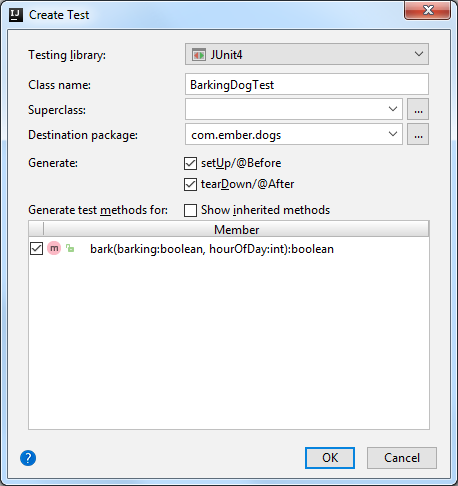 Create Test
Testing library: JUnit4
Class name: BarkingDogTest
Superclass: ...
Destination package: com.ember.dogs ...
Generate: setUp/@Before
tearDown/@After
Generate test methods for: Show inherited methods
Member
m bark(barking:boolean, hourOfDay:int):boolean
? OK Cancel